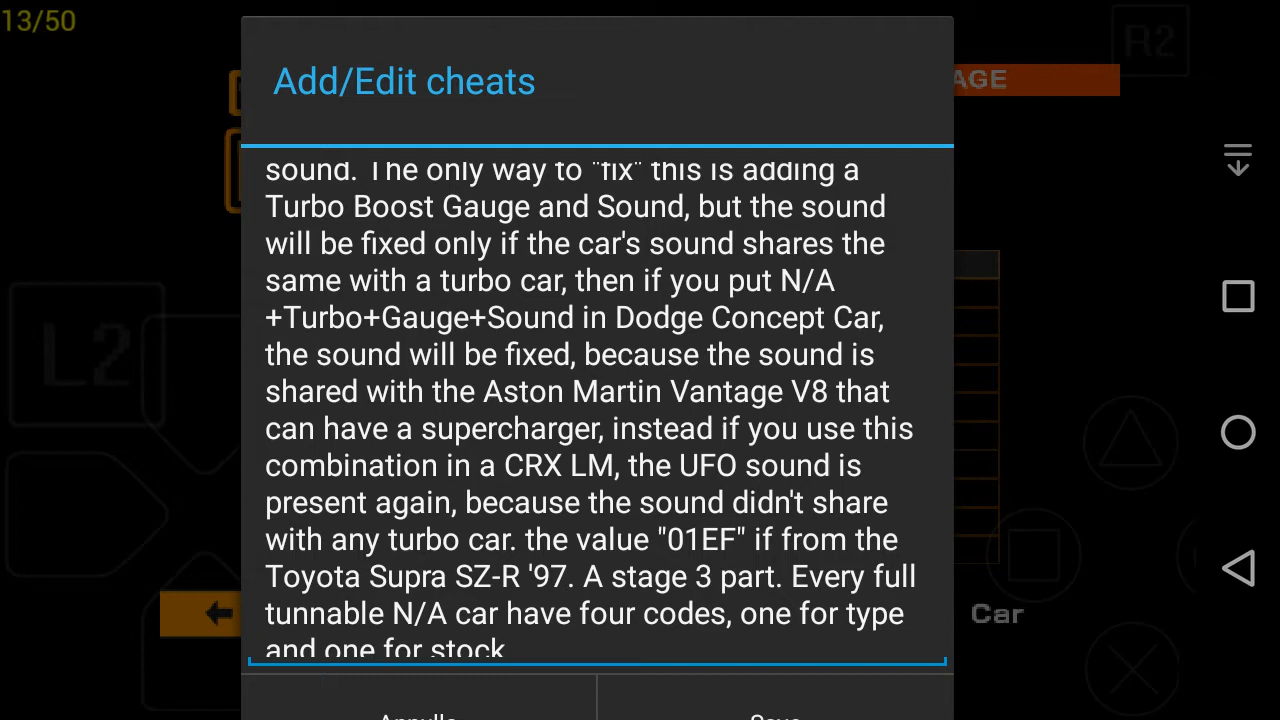 13/50
R2
Add/Edit cheats
AGE
sound. The only way to "fix" this is adding a
Turbo Boost Gauge and Sound, but the sound
will be fixed only if the car's sound shares the
same with a turbo car, then if you put N/A
+Turbo+Gauge+Sound in Dodge Concept Car,
the sound will be fixed, because the sound is
shared with the Aston Martin Vantage V8 that
can have a supercharger, instead if you use this
combination in a CRX LM, the UFO sound is
present again, because the sound didn't share
with any turbo car. the value "01EF" if from the
Toyota Supra SZ-R '97. A stage 3 part. Every full
tunnable N/A car have four codes, one for type
and one for stock
L2
Car
Annulla
Save